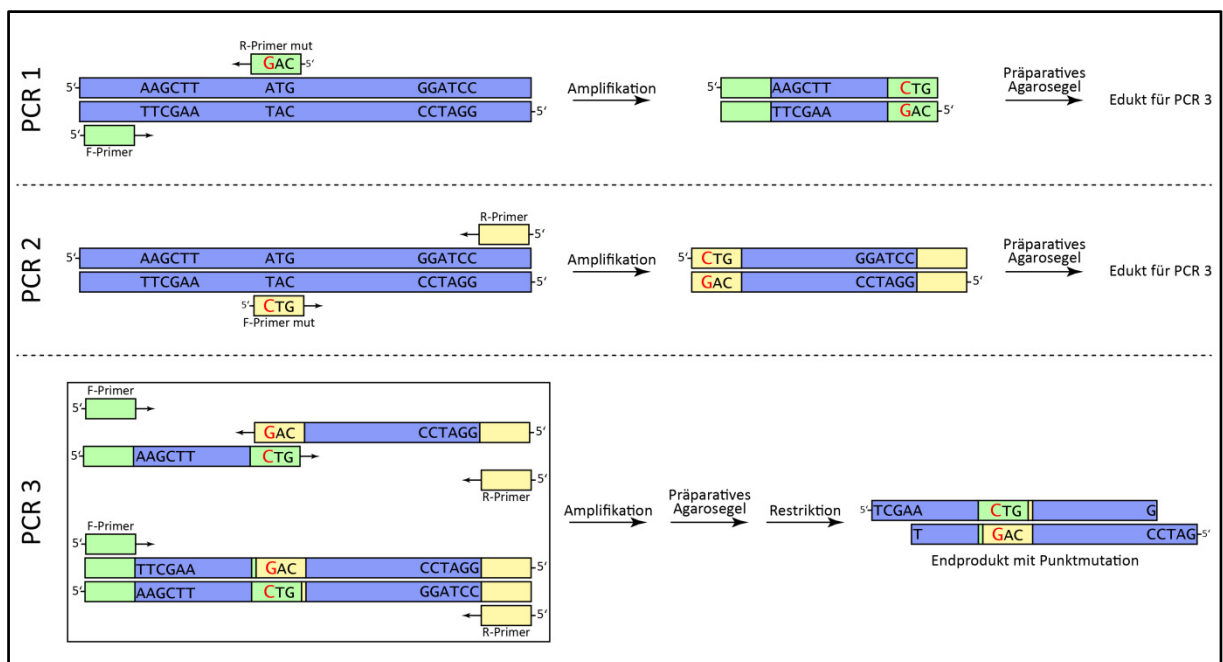 PCR 1
R-Primer mut
GAC -5‘
5‘- AAGCTT ATG GGATCC
TTCGAA TAC CCTAGG -5‘
5‘-
F-Primer
Amplifikation
5‘- AAGCTT CTG
TTCGAA GAC -5‘
Präparatives
Agarosegel
Edukt für PCR 3
PCR 2
R-Primer
-5‘
5‘- AAGCTT ATG GGATCC
TTCGAA TAC CCTAGG -5‘
5‘- CTG
F-Primer mut
Amplifikation
5‘- CTG GGATCC
GAC CCTAGG -5‘
Präparatives
Agarosegel
Edukt für PCR 3
PCR 3
F-Primer
5‘-
GAC CCTAGG -5‘
5‘- AAGCTT CTG
-5‘
R-Primer
F-Primer
5‘-
TTCGAA GAC CCTAGG -5‘
5‘- AAGCTT CTG GGATCC
-5‘
R-Primer
Amplifikation
Präparatives
Agarosegel
Restriktion
5‘- TCGAA CTG G
T GAC CCTAG -5‘
Endprodukt mit Punktmutation